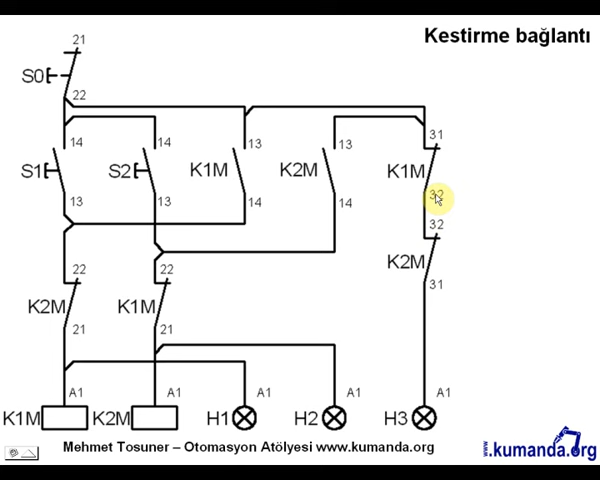 Kestirme bağlantı
21
S0
22
14
14
13
13
31
S1
S2
K1M
K2M
K1M
13
13
14
14
32
32
K2M
31
22
22
K2M
K1M
21
21
A1
A1
A1
A1
A1
K1M
K2M
H1
H2
H3
Mehmet Tosuner – Otomasyon Atölyesi www.kumanda.org
www.kumanda.org